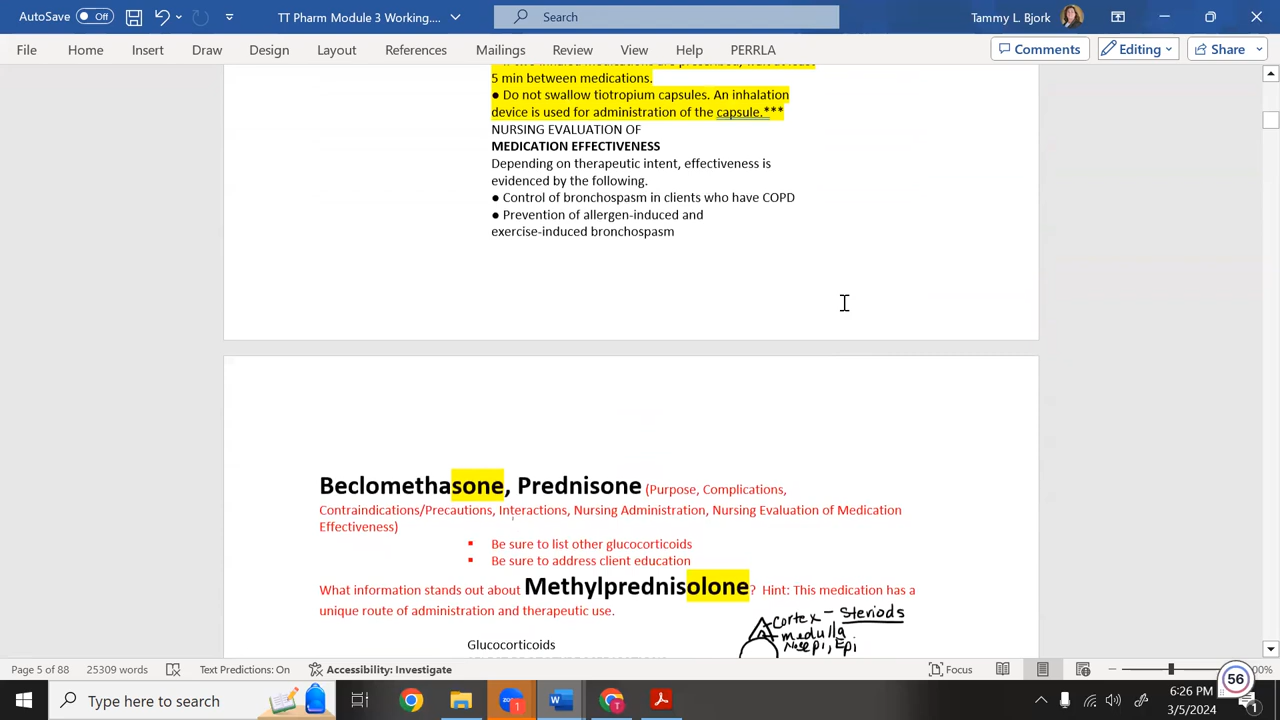 AutoSave Off TT Pharm Module 3 Working.... Search Tammy L. Bjork
File Home Insert Draw Design Layout References Mailings Review View Help PERRLA Comments Editing Share
5 min between medications.
● Do not swallow tiotropium capsules. An inhalation
device is used for administration of the capsule.***
NURSING EVALUATION OF
MEDICATION EFFECTIVENESS
Depending on therapeutic intent, effectiveness is
evidenced by the following.
● Control of bronchospasm in clients who have COPD
● Prevention of allergen-induced and
exercise-induced bronchospasm
Beclomethasone, Prednisone (Purpose, Complications,
Contraindications/Precautions, Interactions, Nursing Administration, Nursing Evaluation of Medication
Effectiveness)
▪ Be sure to list other glucocorticoids
▪ Be sure to address client education
What information stands out about Methylprednisolone? Hint: This medication has a
unique route of administration and therapeutic use.
Cortex - Steriods
medulla
Epi
Glucocorticoids
Page 5 of 88 25309 words Text Predictions: On Accessibility: Investigate Focus 56
Type here to search 6:26 PM
3/5/2024